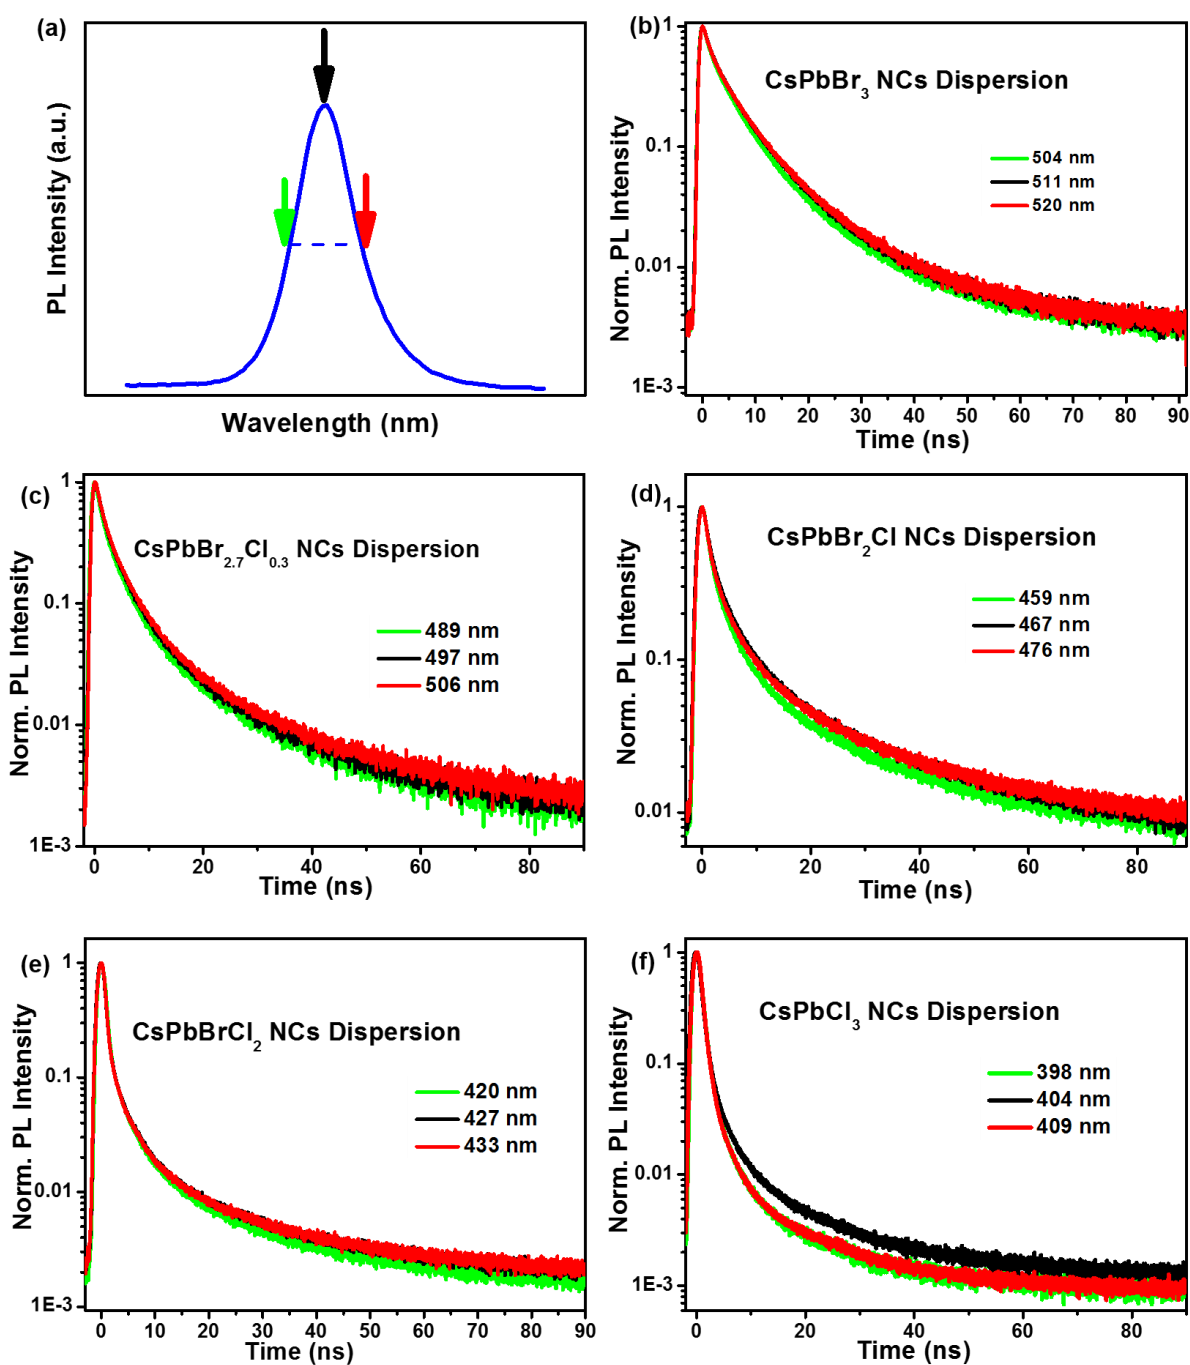 (a)
PL Intensity (a.u.)
Wavelength (nm)
(b)
CsPbBr₃ NCs Dispersion
504 nm
511 nm
520 nm
Norm. PL Intensity
1
0.1
0.01
1E-3
0 10 20 30 40 50 60 70 80 90
Time (ns)
(c)
CsPbBr₂.₇Cl₀.₃ NCs Dispersion
489 nm
497 nm
506 nm
Norm. PL Intensity
1
0.1
0.01
1E-3
0 20 40 60 80
Time (ns)
(d)
CsPbBr₂Cl NCs Dispersion
459 nm
467 nm
476 nm
Norm. PL Intensity
1
0.1
0.01
0 20 40 60 80
Time (ns)
(e)
CsPbBrCl₂ NCs Dispersion
420 nm
427 nm
433 nm
Norm. PL Intensity
1
0.1
0.01
1E-3
0 10 20 30 40 50 60 70 80 90
Time (ns)
(f)
CsPbCl₃ NCs Dispersion
398 nm
404 nm
409 nm
Norm. PL Intensity
1
0.1
0.01
1E-3
0 20 40 60 80
Time (ns)